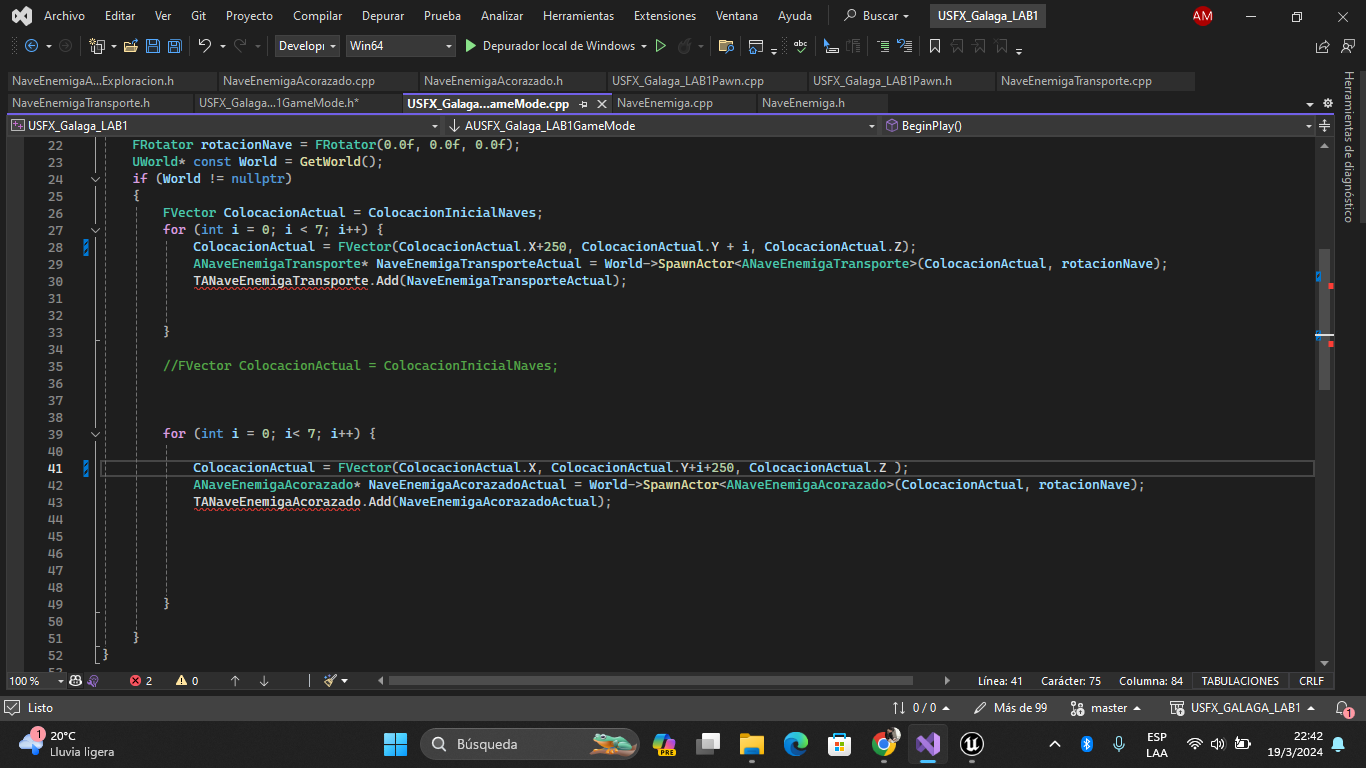 Archivo Editar Ver Git Proyecto Compilar Depurar Prueba Analizar Herramientas Extensiones Ventana Ayuda Buscar USFX_Galaga_LAB1 AM
Develop Win64 Depurador local de Windows
NaveEnemigaA...Exploracion.h NaveEnemigaAcorazado.cpp NaveEnemigaAcorazado.h USFX_Galaga_LAB1Pawn.cpp USFX_Galaga_LAB1Pawn.h NaveEnemigaTransporte.cpp
NaveEnemigaTransporte.h USFX_Galaga...1GameMode.h* USFX_Galaga...ameMode.cpp NaveEnemiga.cpp NaveEnemiga.h
USFX_Galaga_LAB1 AUSFX_Galaga_LAB1GameMode BeginPlay()
Herramientas de diagnóstico
22 FRotator rotacionNave = FRotator(0.0f, 0.0f, 0.0f);
23 UWorld* const World = GetWorld();
24 if (World != nullptr)
25 {
26 FVector ColocacionActual = ColocacionInicialNaves;
27 for (int i = 0; i < 7; i++) {
28 ColocacionActual = FVector(ColocacionActual.X+250, ColocacionActual.Y + i, ColocacionActual.Z);
29 ANaveEnemigaTransporte* NaveEnemigaTransporteActual = World->SpawnActor<ANaveEnemigaTransporte>(ColocacionActual, rotacionNave);
30 TANaveEnemigaTransporte.Add(NaveEnemigaTransporteActual);
31
32
33 }
34
35 //FVector ColocacionActual = ColocacionInicialNaves;
36
37
38
39 for (int i = 0; i< 7; i++) {
40
41 ColocacionActual = FVector(ColocacionActual.X, ColocacionActual.Y+i+250, ColocacionActual.Z );
42 ANaveEnemigaAcorazado* NaveEnemigaAcorazadoActual = World->SpawnActor<ANaveEnemigaAcorazado>(ColocacionActual, rotacionNave);
43 TANaveEnemigaAcorazado.Add(NaveEnemigaAcorazadoActual);
44
45
46
47
48
49 }
50
51 }
52 }
100 % 2 0 Línea: 41 Carácter: 75 Columna: 84 TABULACIONES CRLF
Listo 0 / 0 Más de 99 master USFX_GALAGA_LAB1 1
1 20°C
Lluvia ligera
Búsqueda
PRE
ESP
LAA
22:42
19/3/2024